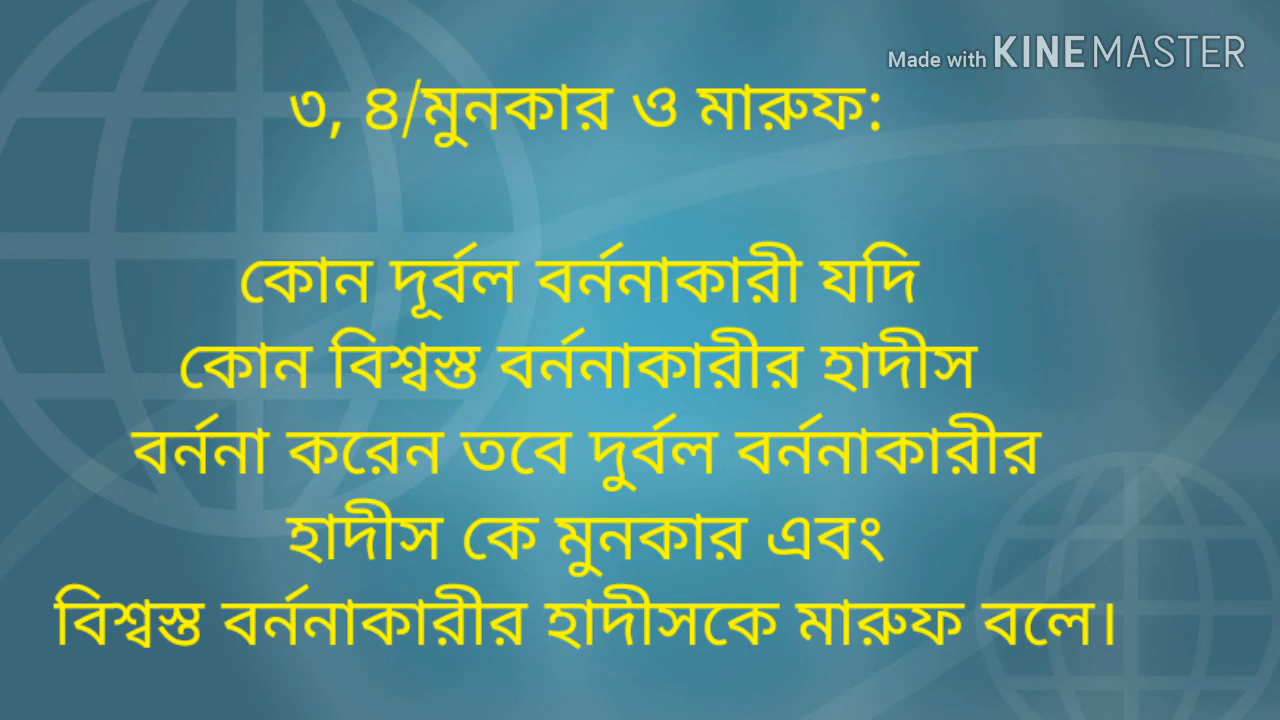 Made with KINEMASTER
৩, ৪/মুনকার ও মারুফ:
কোন দূর্বল বর্ননাকারী যদি
কোন বিশ্বস্ত বর্ননাকারীর হাদীস
বর্ননা করেন তবে দুর্বল বর্ননাকারীর
হাদীস কে মুনকার এবং
বিশ্বস্ত বর্ননাকারীর হাদীসকে মারুফ বলে।